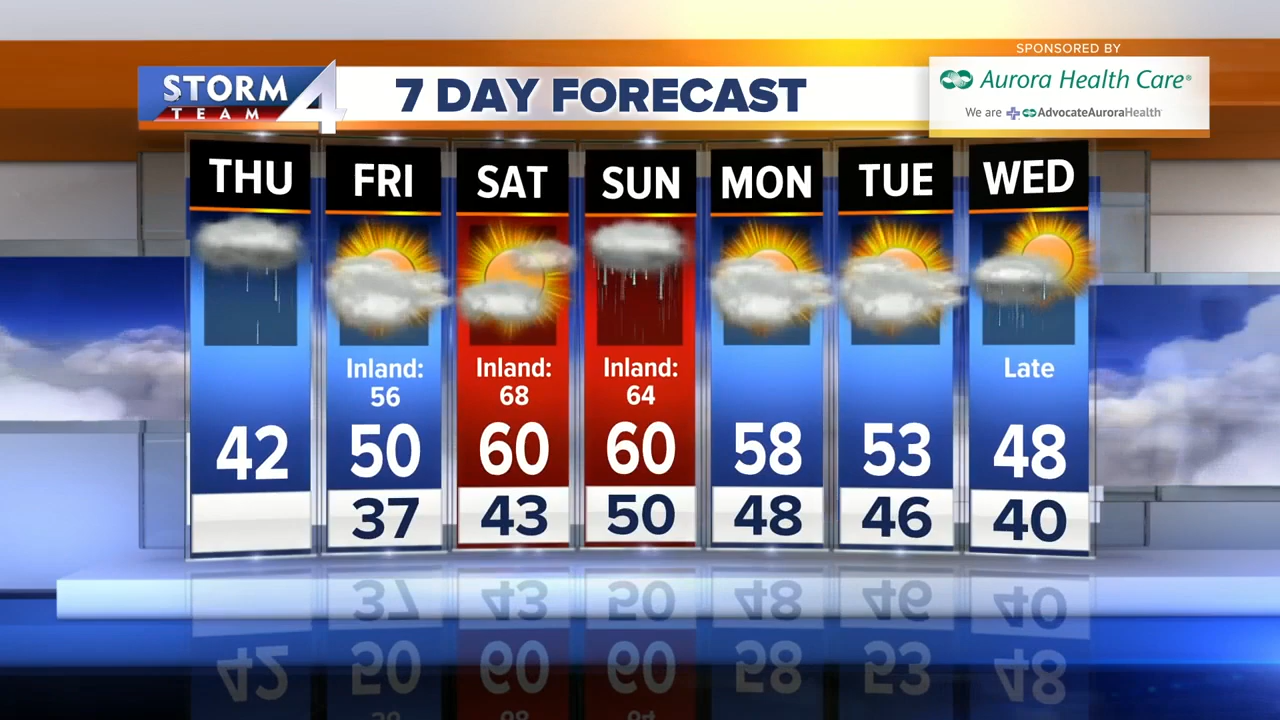 SPONSORED BY
STORM
TEAM 4
7 DAY FORECAST
Aurora Health Care®
We are AdvocateAuroraHealth
THU FRI SAT SUN MON TUE WED
Inland: Inland: Inland: Late
56 68 64
42 50 60 60 58 53 48
37 43 50 48 46 40